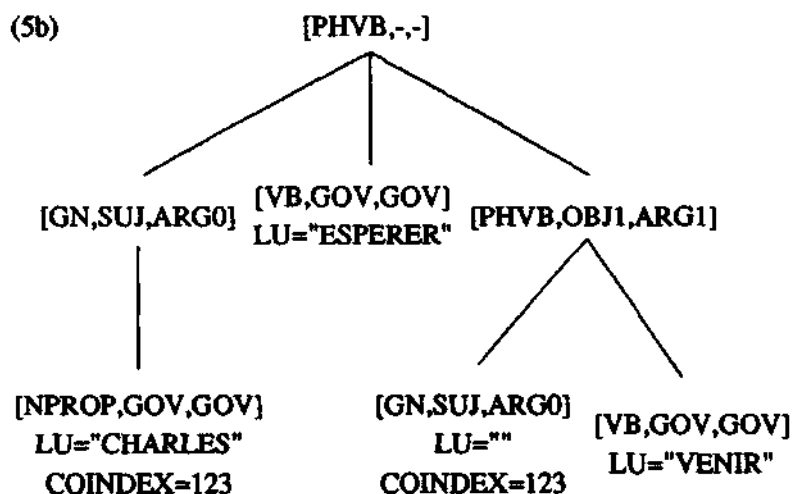 (5b) [PHVB,-,-]
[GN,SUJ,ARG0] [VB,GOV,GOV] [PHVB,OBJ1,ARG1]
LU="ESPERER"
[NPROP,GOV,GOV] [GN,SUJ,ARG0] [VB,GOV,GOV]
LU="CHARLES" LU="" LU="VENIR"
COINDEX=123 COINDEX=123